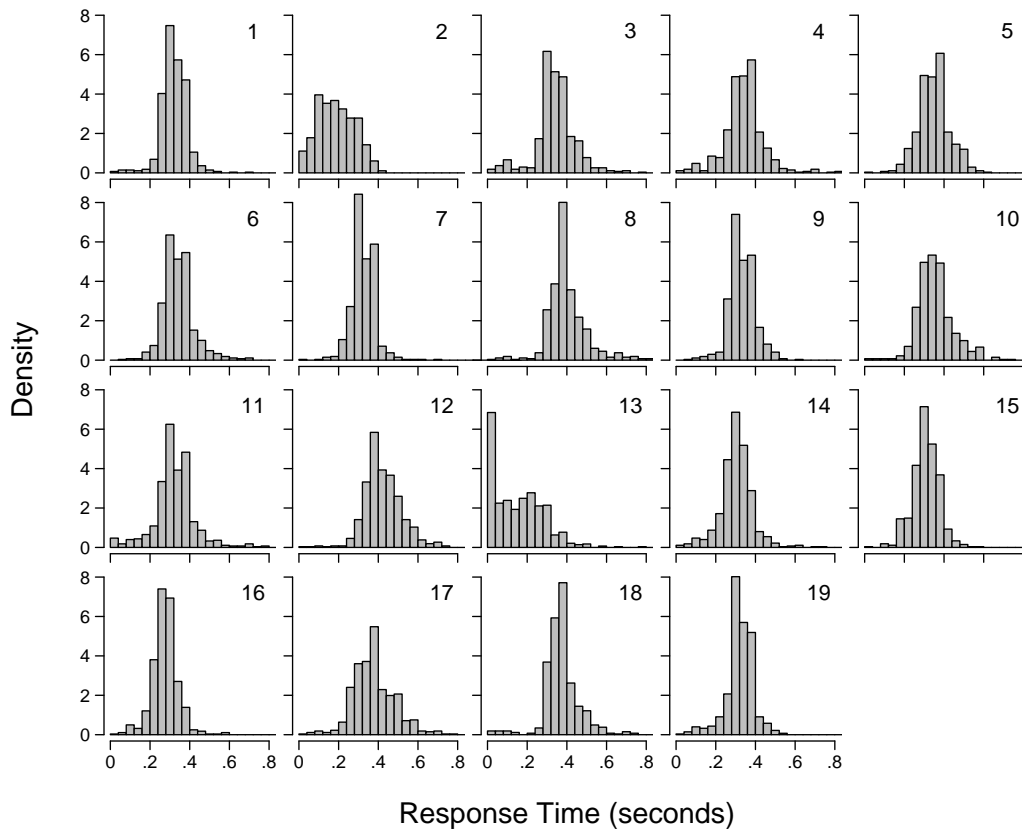 8 6 4 2 0 1 2 3 4 5
8 6 4 2 0 6 7 8 9 10
Density
8 6 4 2 0 11 12 13 14 15
8 6 4 2 0 16 17 18 19
0 .2 .4 .6 .8 0 .2 .4 .6 .8 0 .2 .4 .6 .8 0 .2 .4 .6 .8
Response Time (seconds)